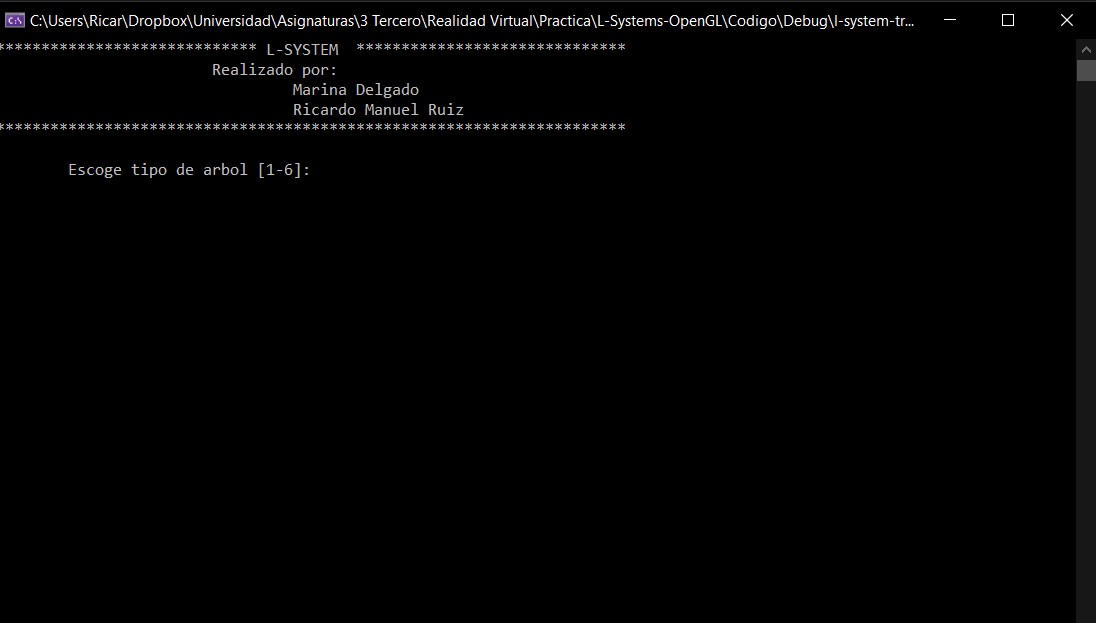 C:\Users\Ricar\Dropbox\Universidad\Asignaturas\3 Tercero\Realidad Virtual\Practica\L-Systems-OpenGL\Codigo\Debug\l-system-tr...
***************************** L-SYSTEM  ******************************
Realizado por:
Marina Delgado
Ricardo Manuel Ruiz
**********************************************************************
Escoge tipo de arbol [1-6]: